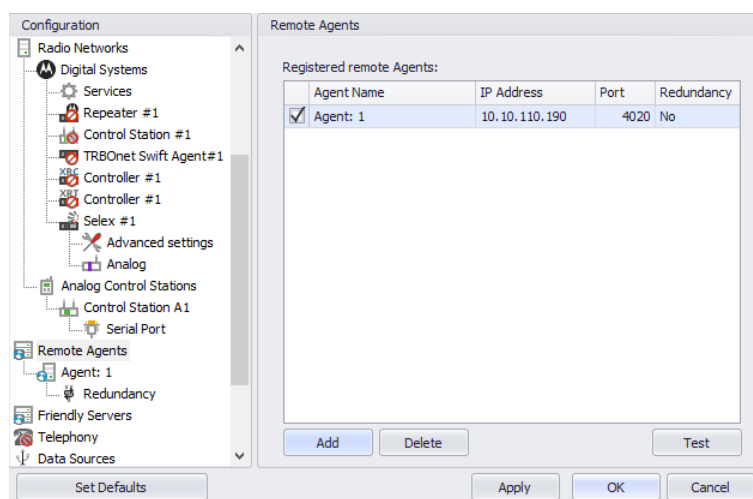 Configuration
Radio Networks
Digital Systems
Services
Repeater #1
Control Station #1
TRBOnet Swift Agent#1
XRC
Controller #1
XRT
Controller #1
Selex #1
Advanced settings
Analog
Analog Control Stations
Control Station A1
Serial Port
Remote Agents
Agent: 1
Redundancy
Friendly Servers
Telephony
Data Sources
Set Defaults
Remote Agents
Registered remote Agents:
Agent Name IP Address Port Redundancy
Agent: 1 10.10.110.190 4020 No
Add Delete Test
Apply OK Cancel